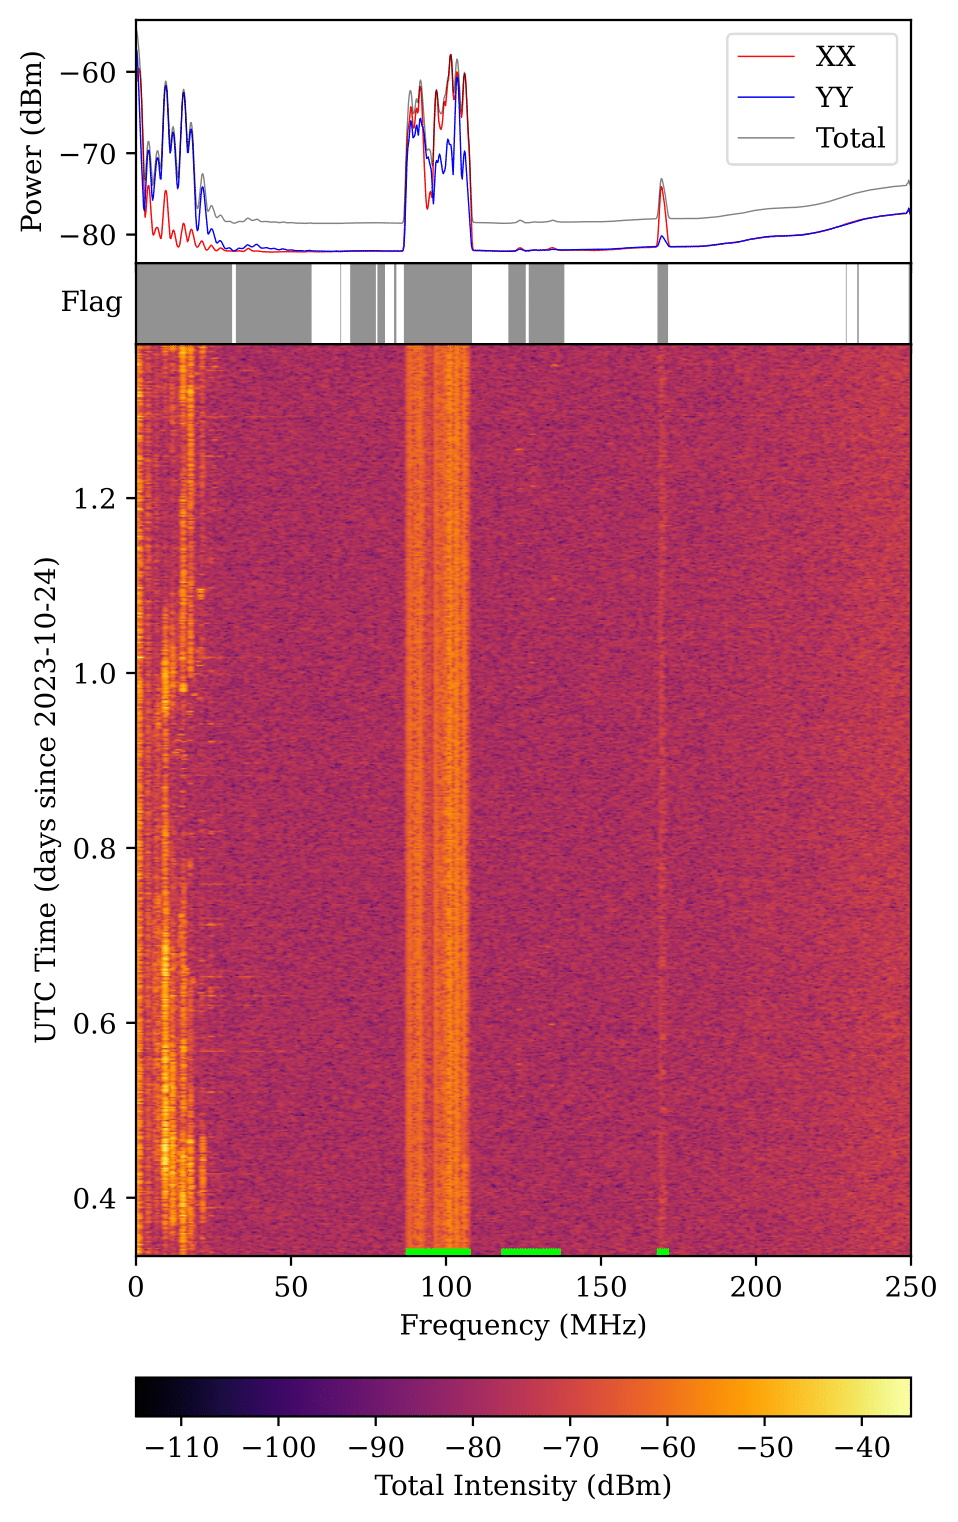 Power (dBm)
−60
−70
−80
XX
YY
Total
Flag
UTC Time (days since 2023-10-24)
1.2
1.0
0.8
0.6
0.4
0 50 100 150 200 250
Frequency (MHz)
−110 −100 −90 −80 −70 −60 −50 −40
Total Intensity (dBm)